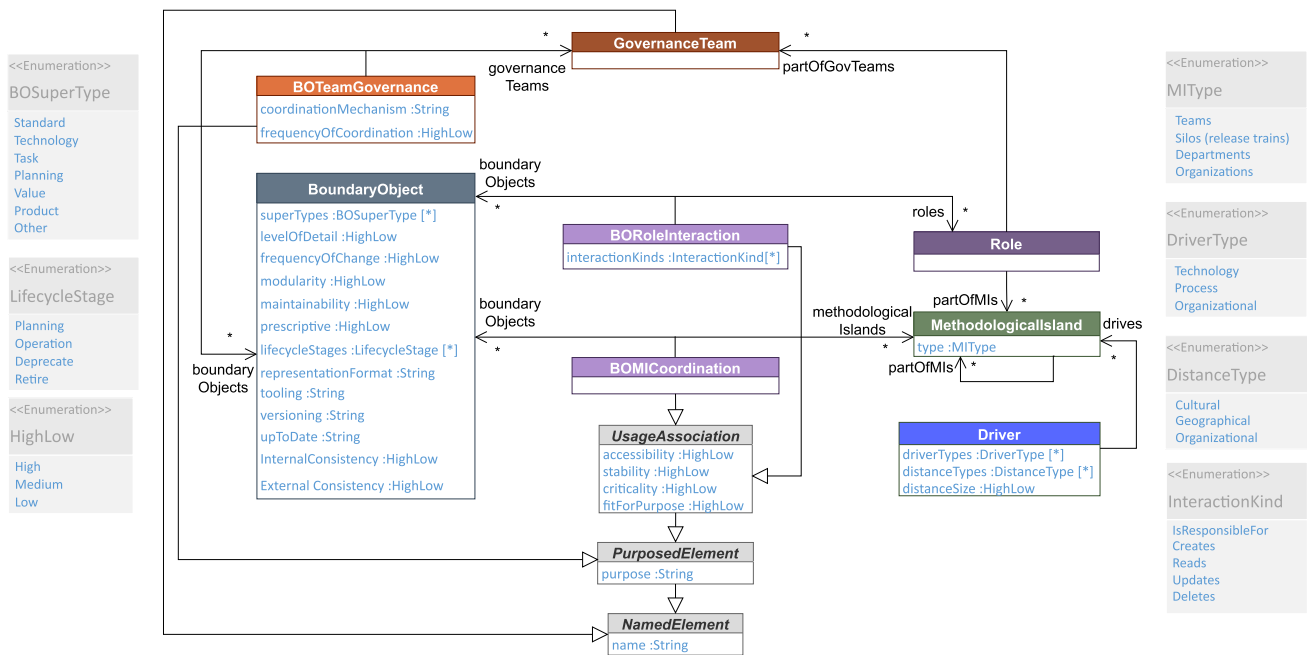 <<Enumeration>>
BOSuperType
Standard
Technology
Task
Planning
Value
Product
Other
<<Enumeration>>
LifecycleStage
Planning
Operation
Deprecate
Retire
<<Enumeration>>
HighLow
High
Medium
Low
GovernanceTeam
*
*
governance
Teams
partOfGovTeams
BOTeamGovernance
coordinationMechanism :String
frequencyOfCoordination :HighLow
BoundaryObject
superTypes :BOSuperType [*]
levelOfDetail :HighLow
frequencyOfChange :HighLow
modularity :HighLow
maintainability :HighLow
prescriptive :HighLow
lifecycleStages :LifecycleStage [*]
representationFormat :String
tooling :String
versioning :String
upToDate :String
InternalConsistency :HighLow
External Consistency :HighLow
*
boundary
Objects
boundary
Objects
*
roles
*
BORoleInteraction
interactionKinds :InteractionKind[*]
Role
partOfMIs
*
boundary
Objects
*
methodological
Islands
*
MethodologicalIsland
type :MIType
drives
*
partOfMIs
*
BOMICoordination
UsageAssociation
accessibility :HighLow
stability :HighLow
criticality :HighLow
fitForPurpose :HighLow
Driver
driverTypes :DriverType [*]
distanceTypes :DistanceType [*]
distanceSize :HighLow
PurposedElement
purpose :String
NamedElement
name :String
<<Enumeration>>
MIType
Teams
Silos (release trains)
Departments
Organizations
<<Enumeration>>
DriverType
Technology
Process
Organizational
<<Enumeration>>
DistanceType
Cultural
Geographical
Organizational
<<Enumeration>>
InteractionKind
IsResponsibleFor
Creates
Reads
Updates
Deletes